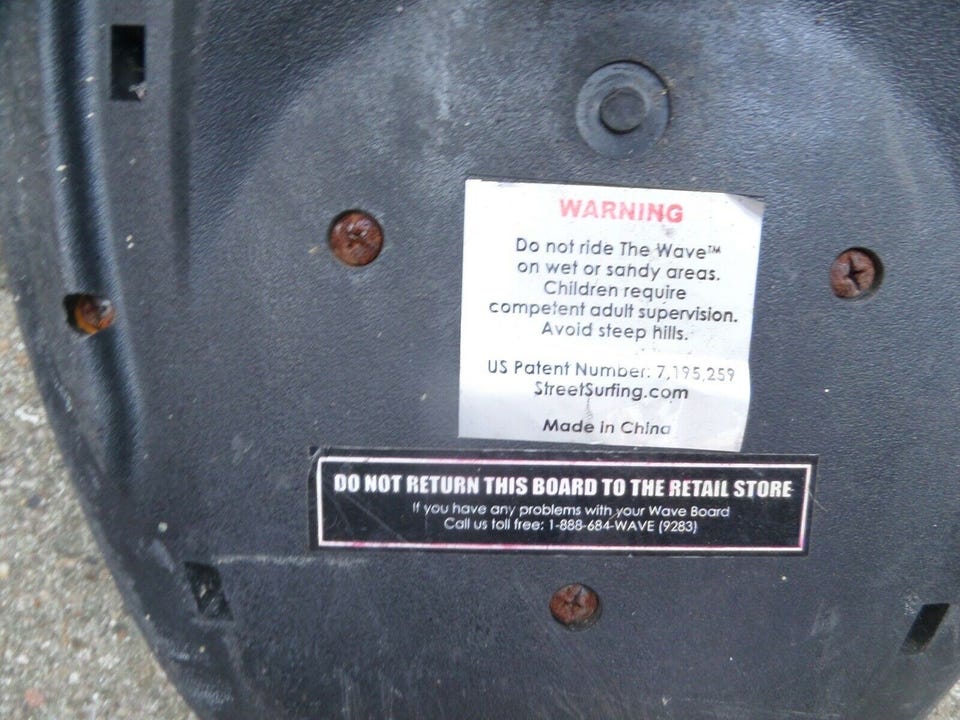 WARNING
Do not ride The Wave™
on wet or sandy areas.
Children require
competent adult supervision.
Avoid steep hills.
US Patent Number: 7,195,259
StreetSurfing.com
Made in China
DO NOT RETURN THIS BOARD TO THE RETAIL STORE
If you have any problems with your Wave Board
Call us toll free: 1-888-684-WAVE (9283)